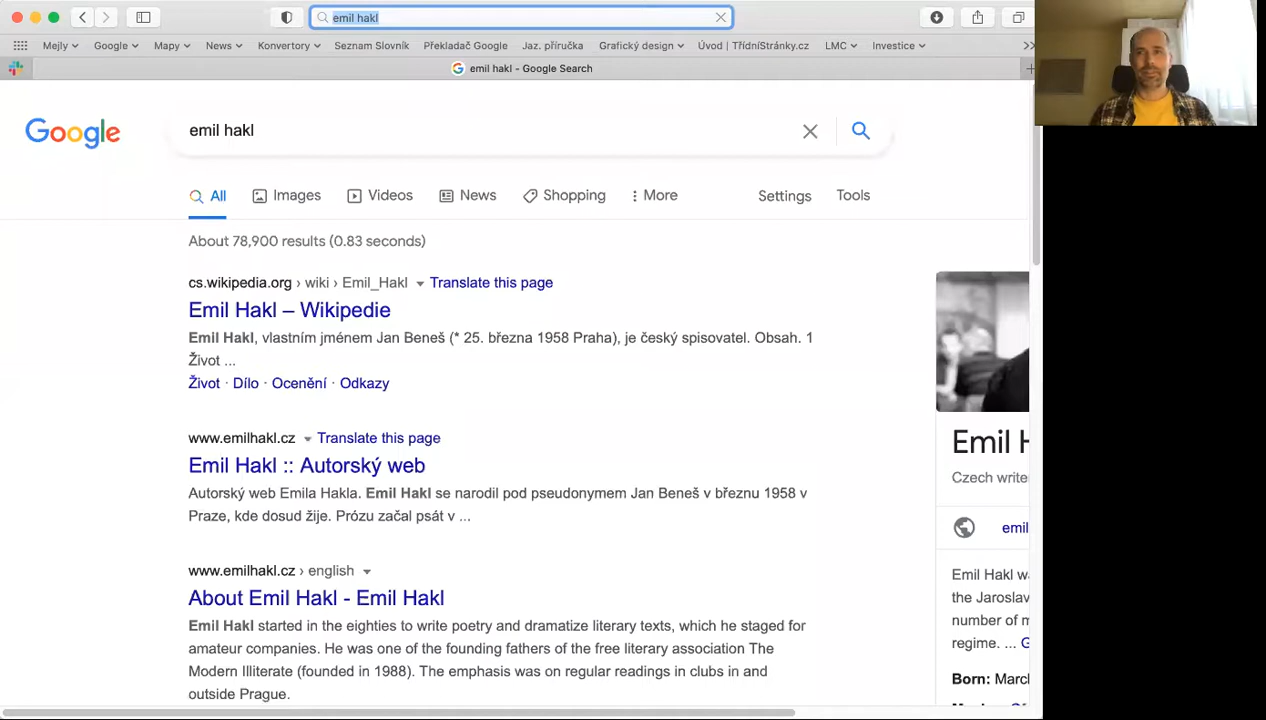 emil hakl
Mejly Google Mapy News Konvertory Seznam Slovník Překladač Google Jaz. příručka Grafický design Úvod | TřídníStránky.cz LMC Investice
emil hakl - Google Search
Google
emil hakl
All Images Videos News Shopping More Settings Tools
About 78,900 results (0.83 seconds)
cs.wikipedia.org › wiki › Emil_Hakl Translate this page
Emil Hakl – Wikipedie
Emil Hakl, vlastním jménem Jan Beneš (* 25. března 1958 Praha), je český spisovatel. Obsah. 1
Život ...
Život · Dílo · Ocenění · Odkazy
www.emilhakl.cz Translate this page
Emil Hakl :: Autorský web
Autorský web Emila Hakla. Emil Hakl se narodil pod pseudonymem Jan Beneš v březnu 1958 v
Praze, kde dosud žije. Prózu začal psát v ...
www.emilhakl.cz › english
About Emil Hakl - Emil Hakl
Emil Hakl started in the eighties to write poetry and dramatize literary texts, which he staged for
amateur companies. He was one of the founding fathers of the free literary association The
Modern Illiterate (founded in 1988). The emphasis was on regular readings in clubs in and
outside Prague.
Emil H
Czech write
emil
Emil Hakl w
the Jaroslav
number of m
regime. ... G
Born: March